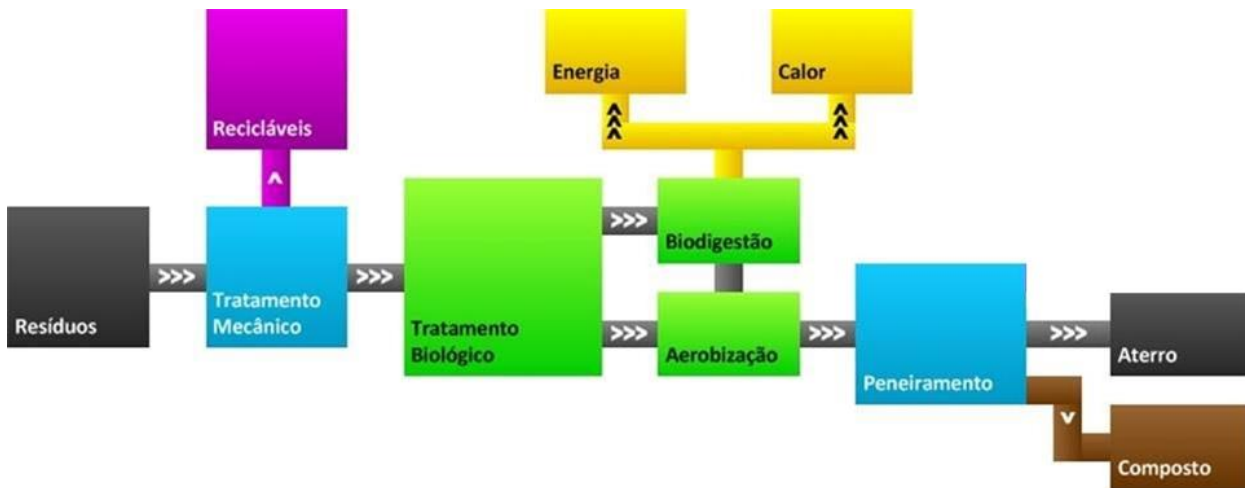 Energia
Calor
Recicláveis
Biodigestão
Resíduos
Tratamento
Mecânico
Tratamento
Biológico
Aerobização
Peneiramento
Aterro
Composto